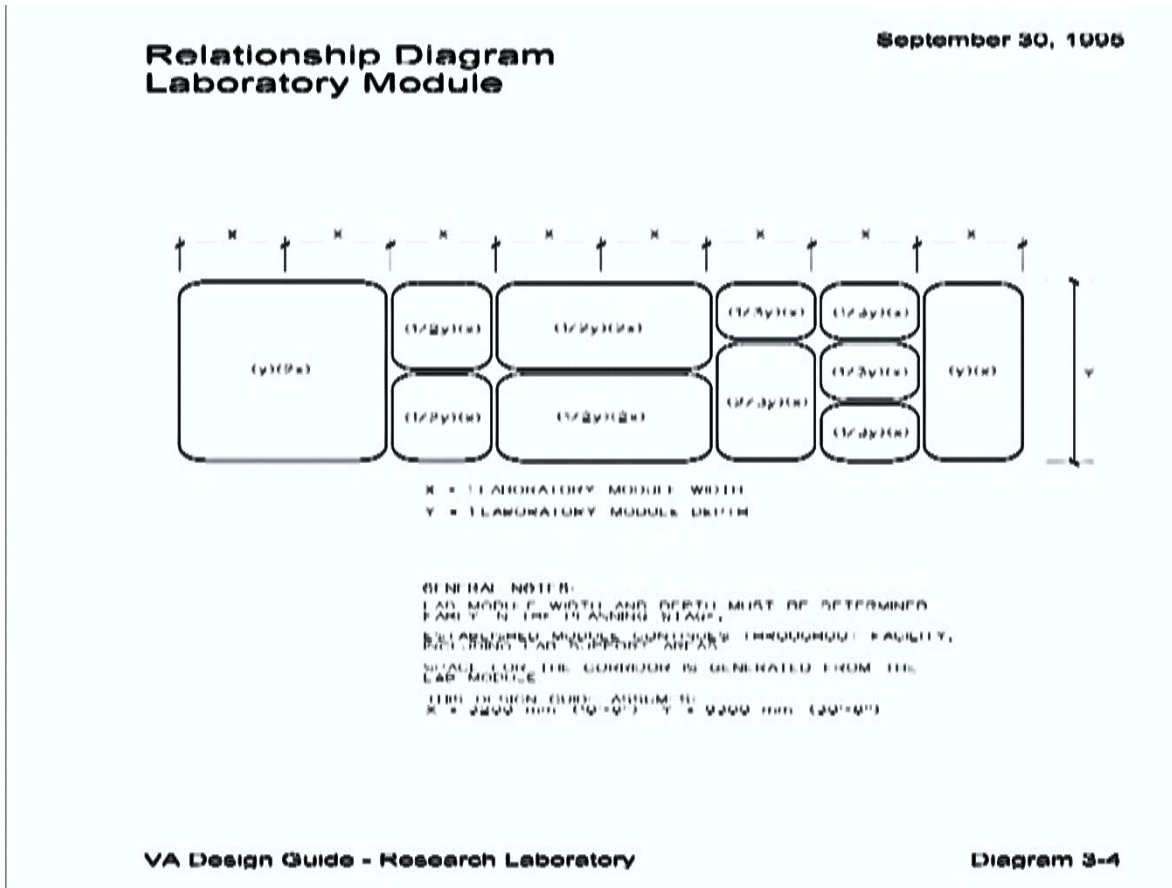 Relationship Diagram
Laboratory Module
September 30, 1995
X X X X X X X X
(y)(2x)
(1/2y)(x)
(1/2y)(x)
(1/2y)(2x)
(1/2y)(2x)
(1/3y)(x)
(2/3y)(x)
(1/3y)(x)
(1/3y)(x)
(1/3y)(x)
(y)(x)
Y
X = 1 LABORATORY MODULE WIDTH
Y = 1 LABORATORY MODULE DEPTH
GENERAL NOTES:
LAB MODULE WIDTH AND DEPTH MUST BE DETERMINED
EARLY IN THE PLANNING STAGE.
ESTABLISHED MODULE CONTINUES THROUGHOUT FACILITY,
INCLUDING LAB SUPPORT AREAS
SPACE FOR THE CORRIDOR IS GENERATED FROM THE
LAB MODULE
THIS DESIGN GUIDE ASSUMES:
X = 3200 mm Y =
VA Design Guide - Research Laboratory
Diagram 3-4